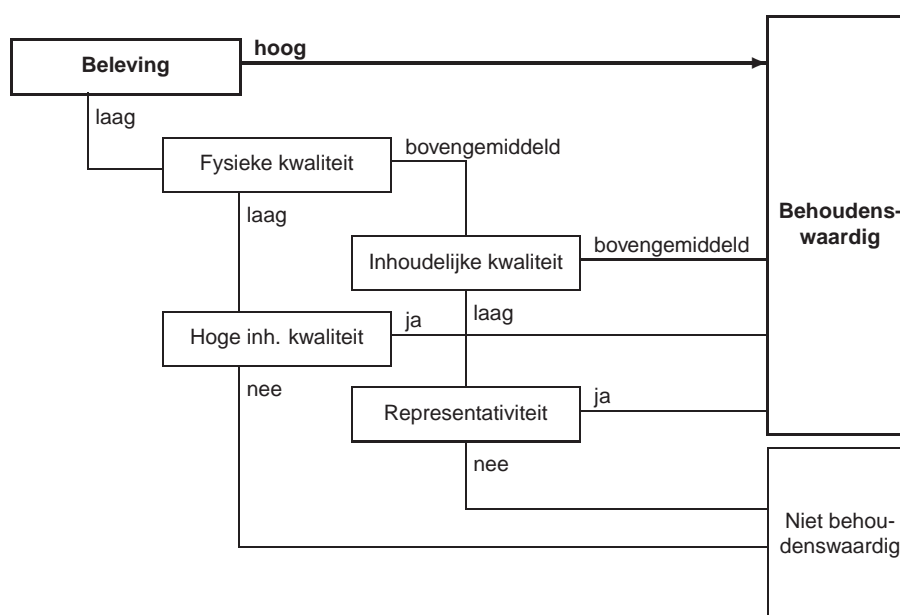 hoog
Beleving
laag
bovengemiddeld
Fysieke kwaliteit
laag
Behoudens-
waardig
bovengemiddeld
Inhoudelijke kwaliteit
laag
ja
Hoge inh. kwaliteit
nee
ja
Representativiteit
nee
Niet behou-
denswaardig